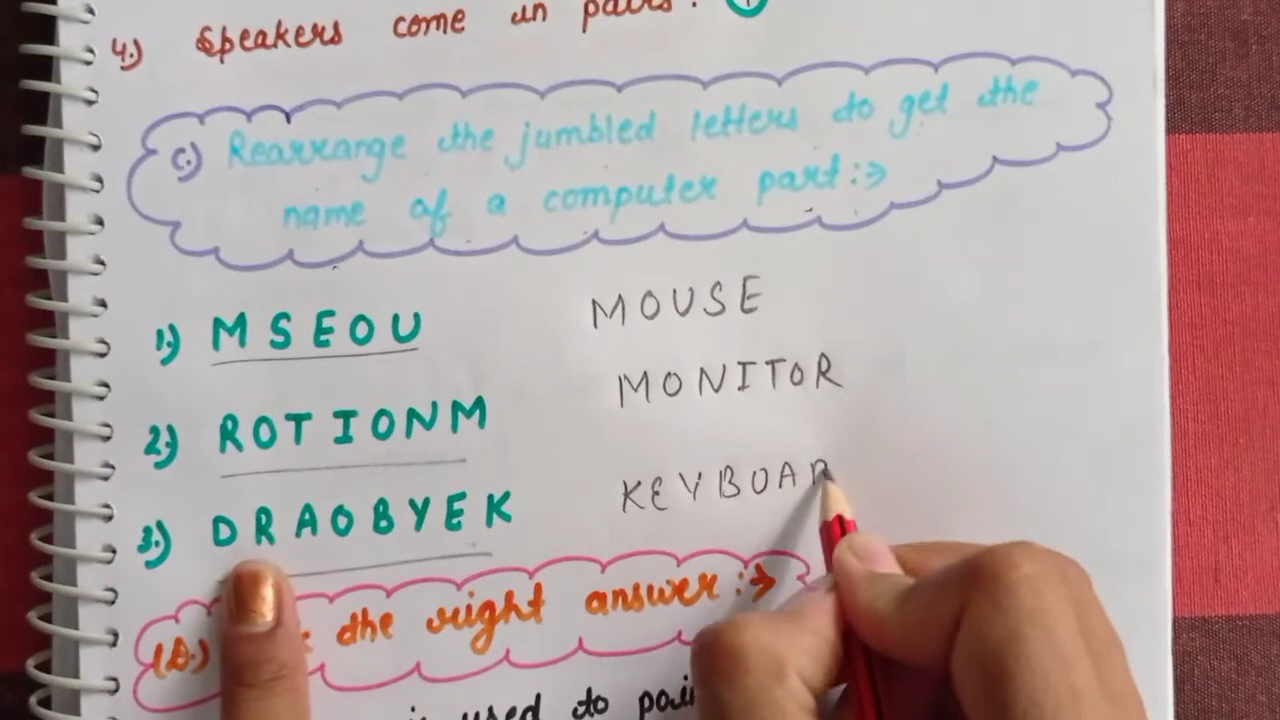 4.) Speakers come in pairs.
C.) Rearrange the jumbled letters to get the
name of a computer part:->
1.) MSEOU MOUSE
2.) ROTIONM MONITOR
3.) DRAOBYEK KEYBOAR
(D.) the right answer:->
is used to